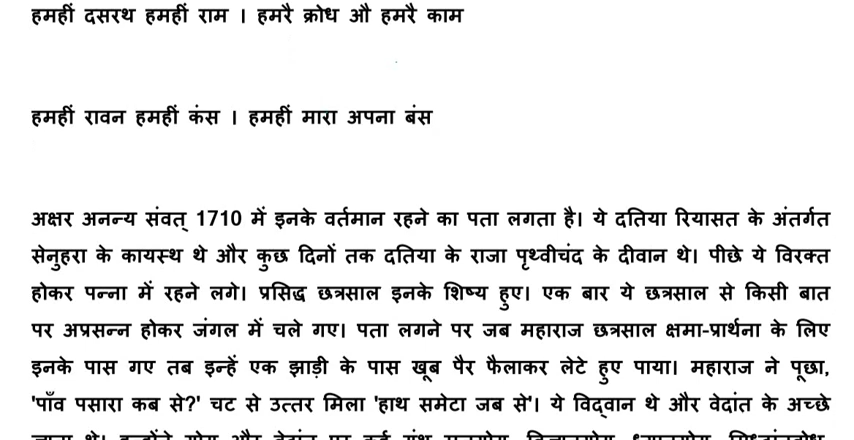 हमहीं दसरथ हमहीं राम । हमरै क्रोध औ हमरै काम
हमहीं रावन हमहीं कंस । हमहीं मारा अपना बंस
अक्षर अनन्य संवत् 1710 में इनके वर्तमान रहने का पता लगता है। ये दतिया रियासत के अंतर्गत
सेनुहरा के कायस्थ थे और कुछ दिनों तक दतिया के राजा पृथ्वीचंद के दीवान थे। पीछे ये विरक्त
होकर पन्ना में रहने लगे। प्रसिद्ध छत्रसाल इनके शिष्य हुए। एक बार ये छत्रसाल से किसी बात
पर अप्रसन्न होकर जंगल में चले गए। पता लगने पर जब महाराज छत्रसाल क्षमा-प्रार्थना के लिए
इनके पास गए तब इन्हें एक झाड़ी के पास खूब पैर फैलाकर लेटे हुए पाया। महाराज ने पूछा,
'पाँव पसारा कब से?' चट से उत्तर मिला 'हाथ समेटा जब से'। ये विद्वान थे और वेदांत के अच्छे